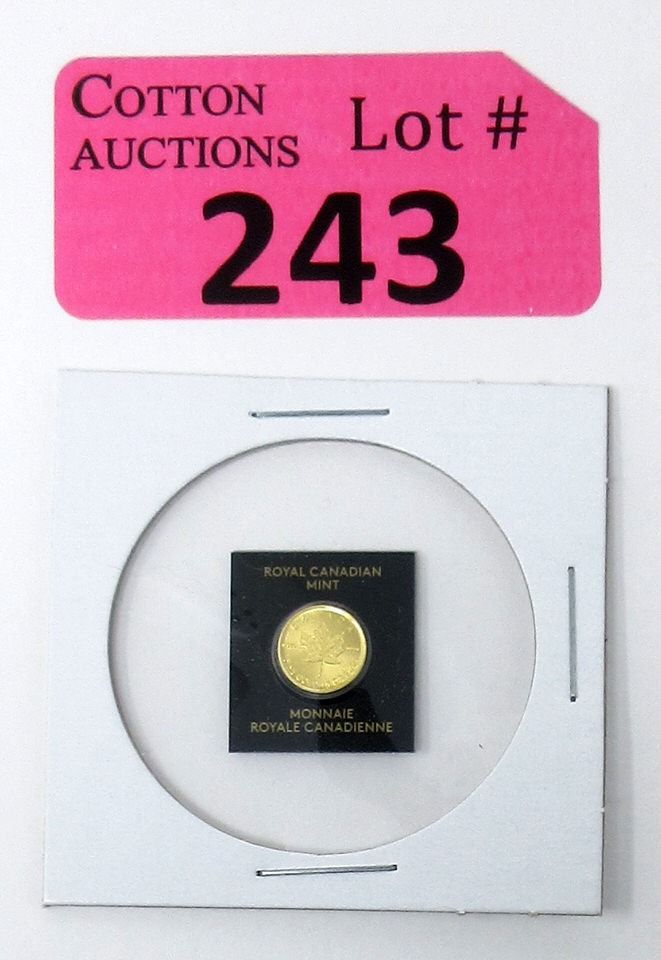 COTTON
AUCTIONS
Lot #
243
ROYAL CANADIAN
MINT
MONNAIE
ROYALE CANADIENNE